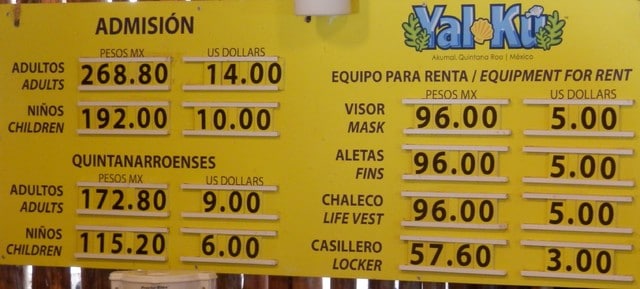 ADMISIÓN
PESOS MX US DOLLARS
ADULTOS 268.80 14.00
ADULTS
NIÑOS 192.00 10.00
CHILDREN
QUINTANARROENSES
PESOS MX US DOLLARS
ADULTOS 172.80 9.00
ADULTS
NIÑOS 115.20 6.00
CHILDREN
Yal-Kú
Akumal, Quintana Roo | México
EQUIPO PARA RENTA / EQUIPMENT FOR RENT
PESOS MX US DOLLARS
VISOR 96.00 5.00
MASK
ALETAS 96.00 5.00
FINS
CHALECO 96.00 5.00
LIFE VEST
CASILLERO 57.60 3.00
LOCKER